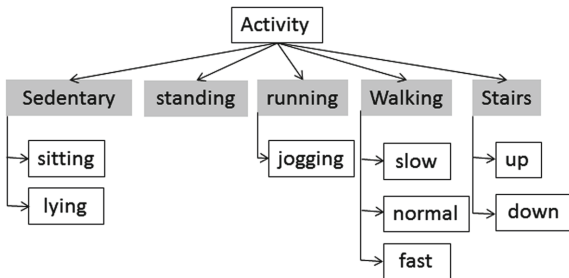 Activity
Sedentary
standing
running
Walking
Stairs
sitting
lying
jogging
slow
normal
fast
up
down